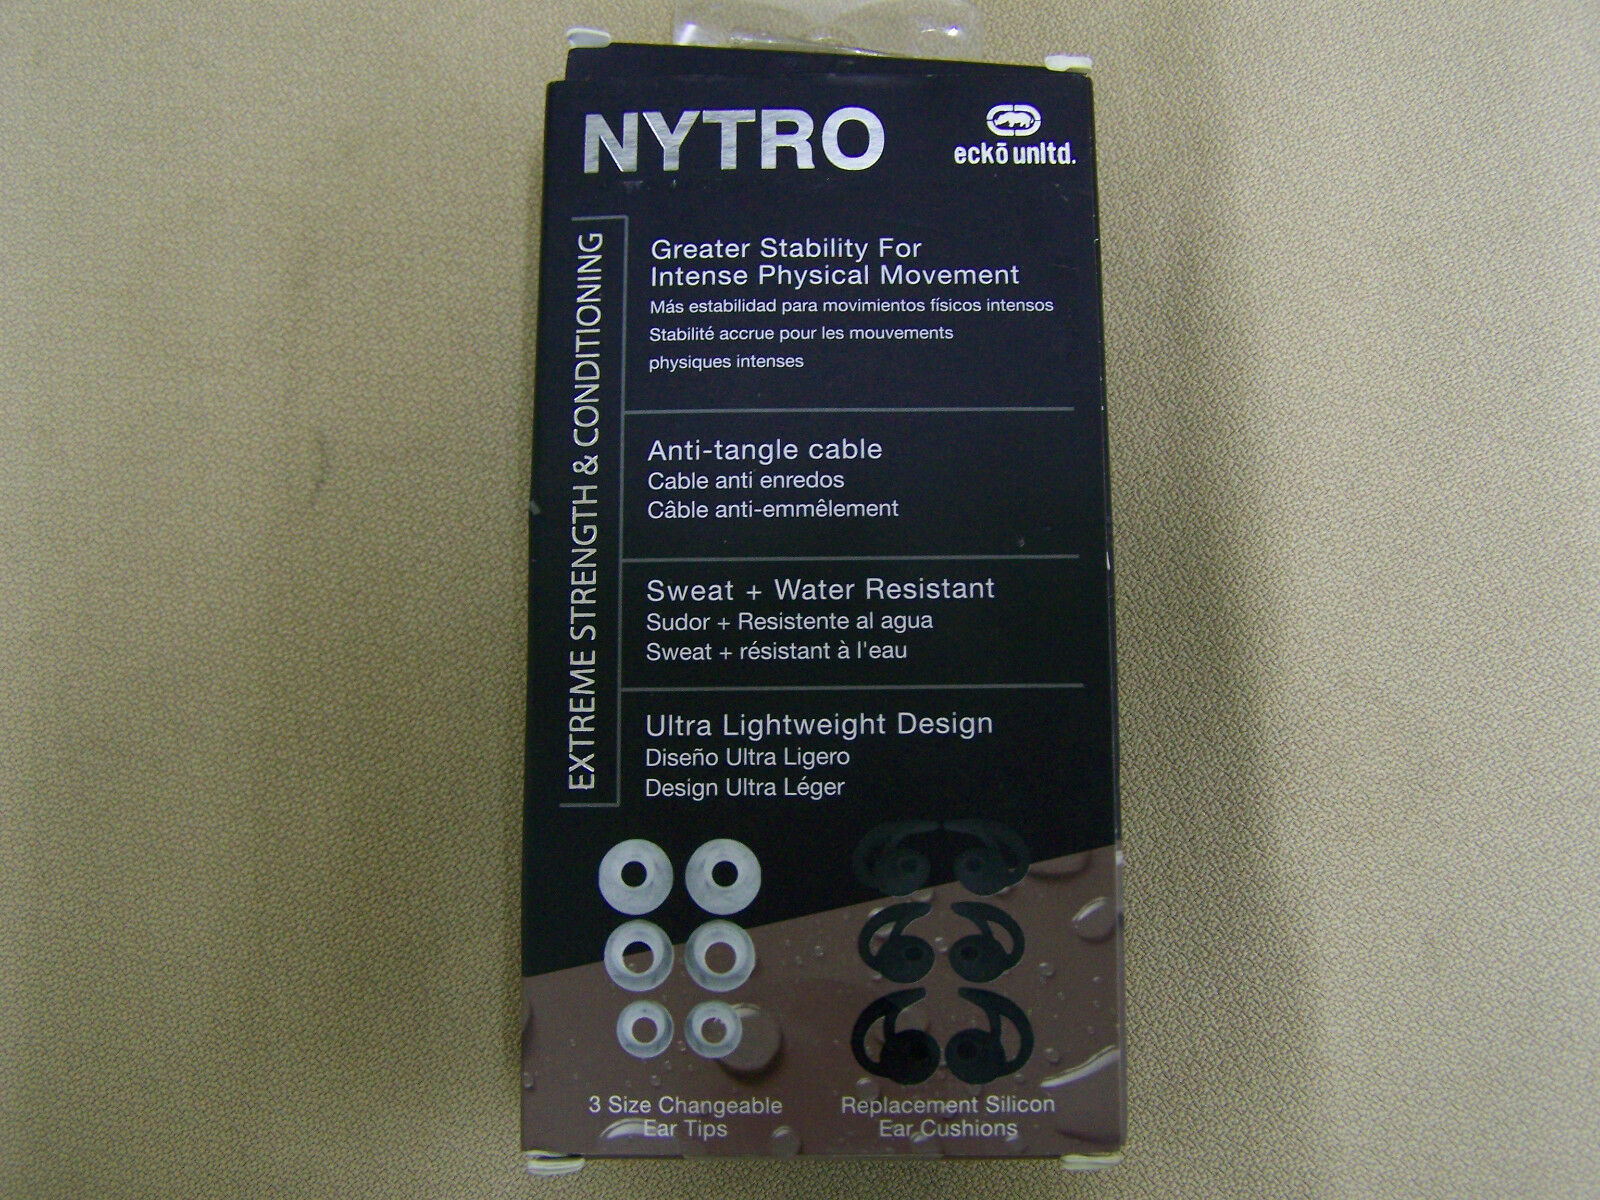 NYTRO
eckō unltd.
EXTREME STRENGTH & CONDITIONING
Greater Stability For
Intense Physical Movement
Más estabilidad para movimientos físicos intensos
Stabilité accrue pour les mouvements
physiques intenses
Anti-tangle cable
Cable anti enredos
Câble anti-emmêlement
Sweat + Water Resistant
Sudor + Resistente al agua
Sweat + résistant à l'eau
Ultra Lightweight Design
Diseño Ultra Ligero
Design Ultra Léger
3 Size Changeable
Ear Tips
Replacement Silicon
Ear Cushions